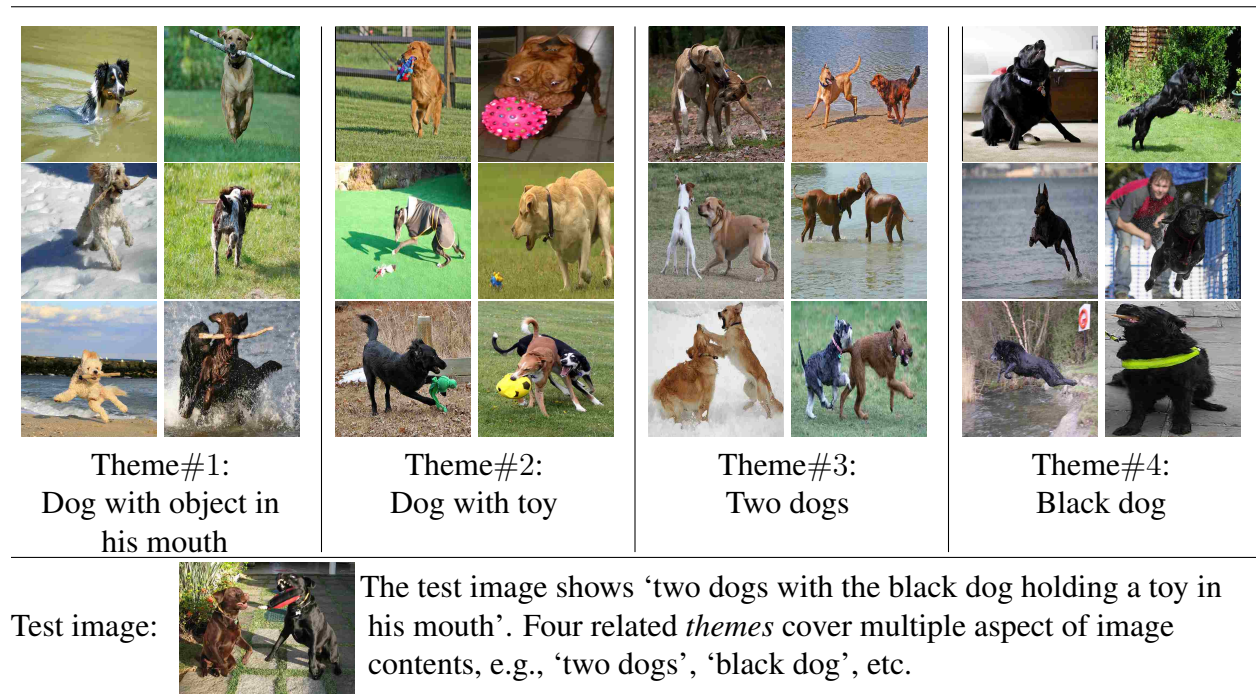 Theme#1:
Dog with object in
his mouth
Theme#2:
Dog with toy
Theme#3:
Two dogs
Theme#4:
Black dog
Test image:
The test image shows ‘two dogs with the black dog holding a toy in
his mouth’. Four related themes cover multiple aspect of image
contents, e.g., ‘two dogs’, ‘black dog’, etc.